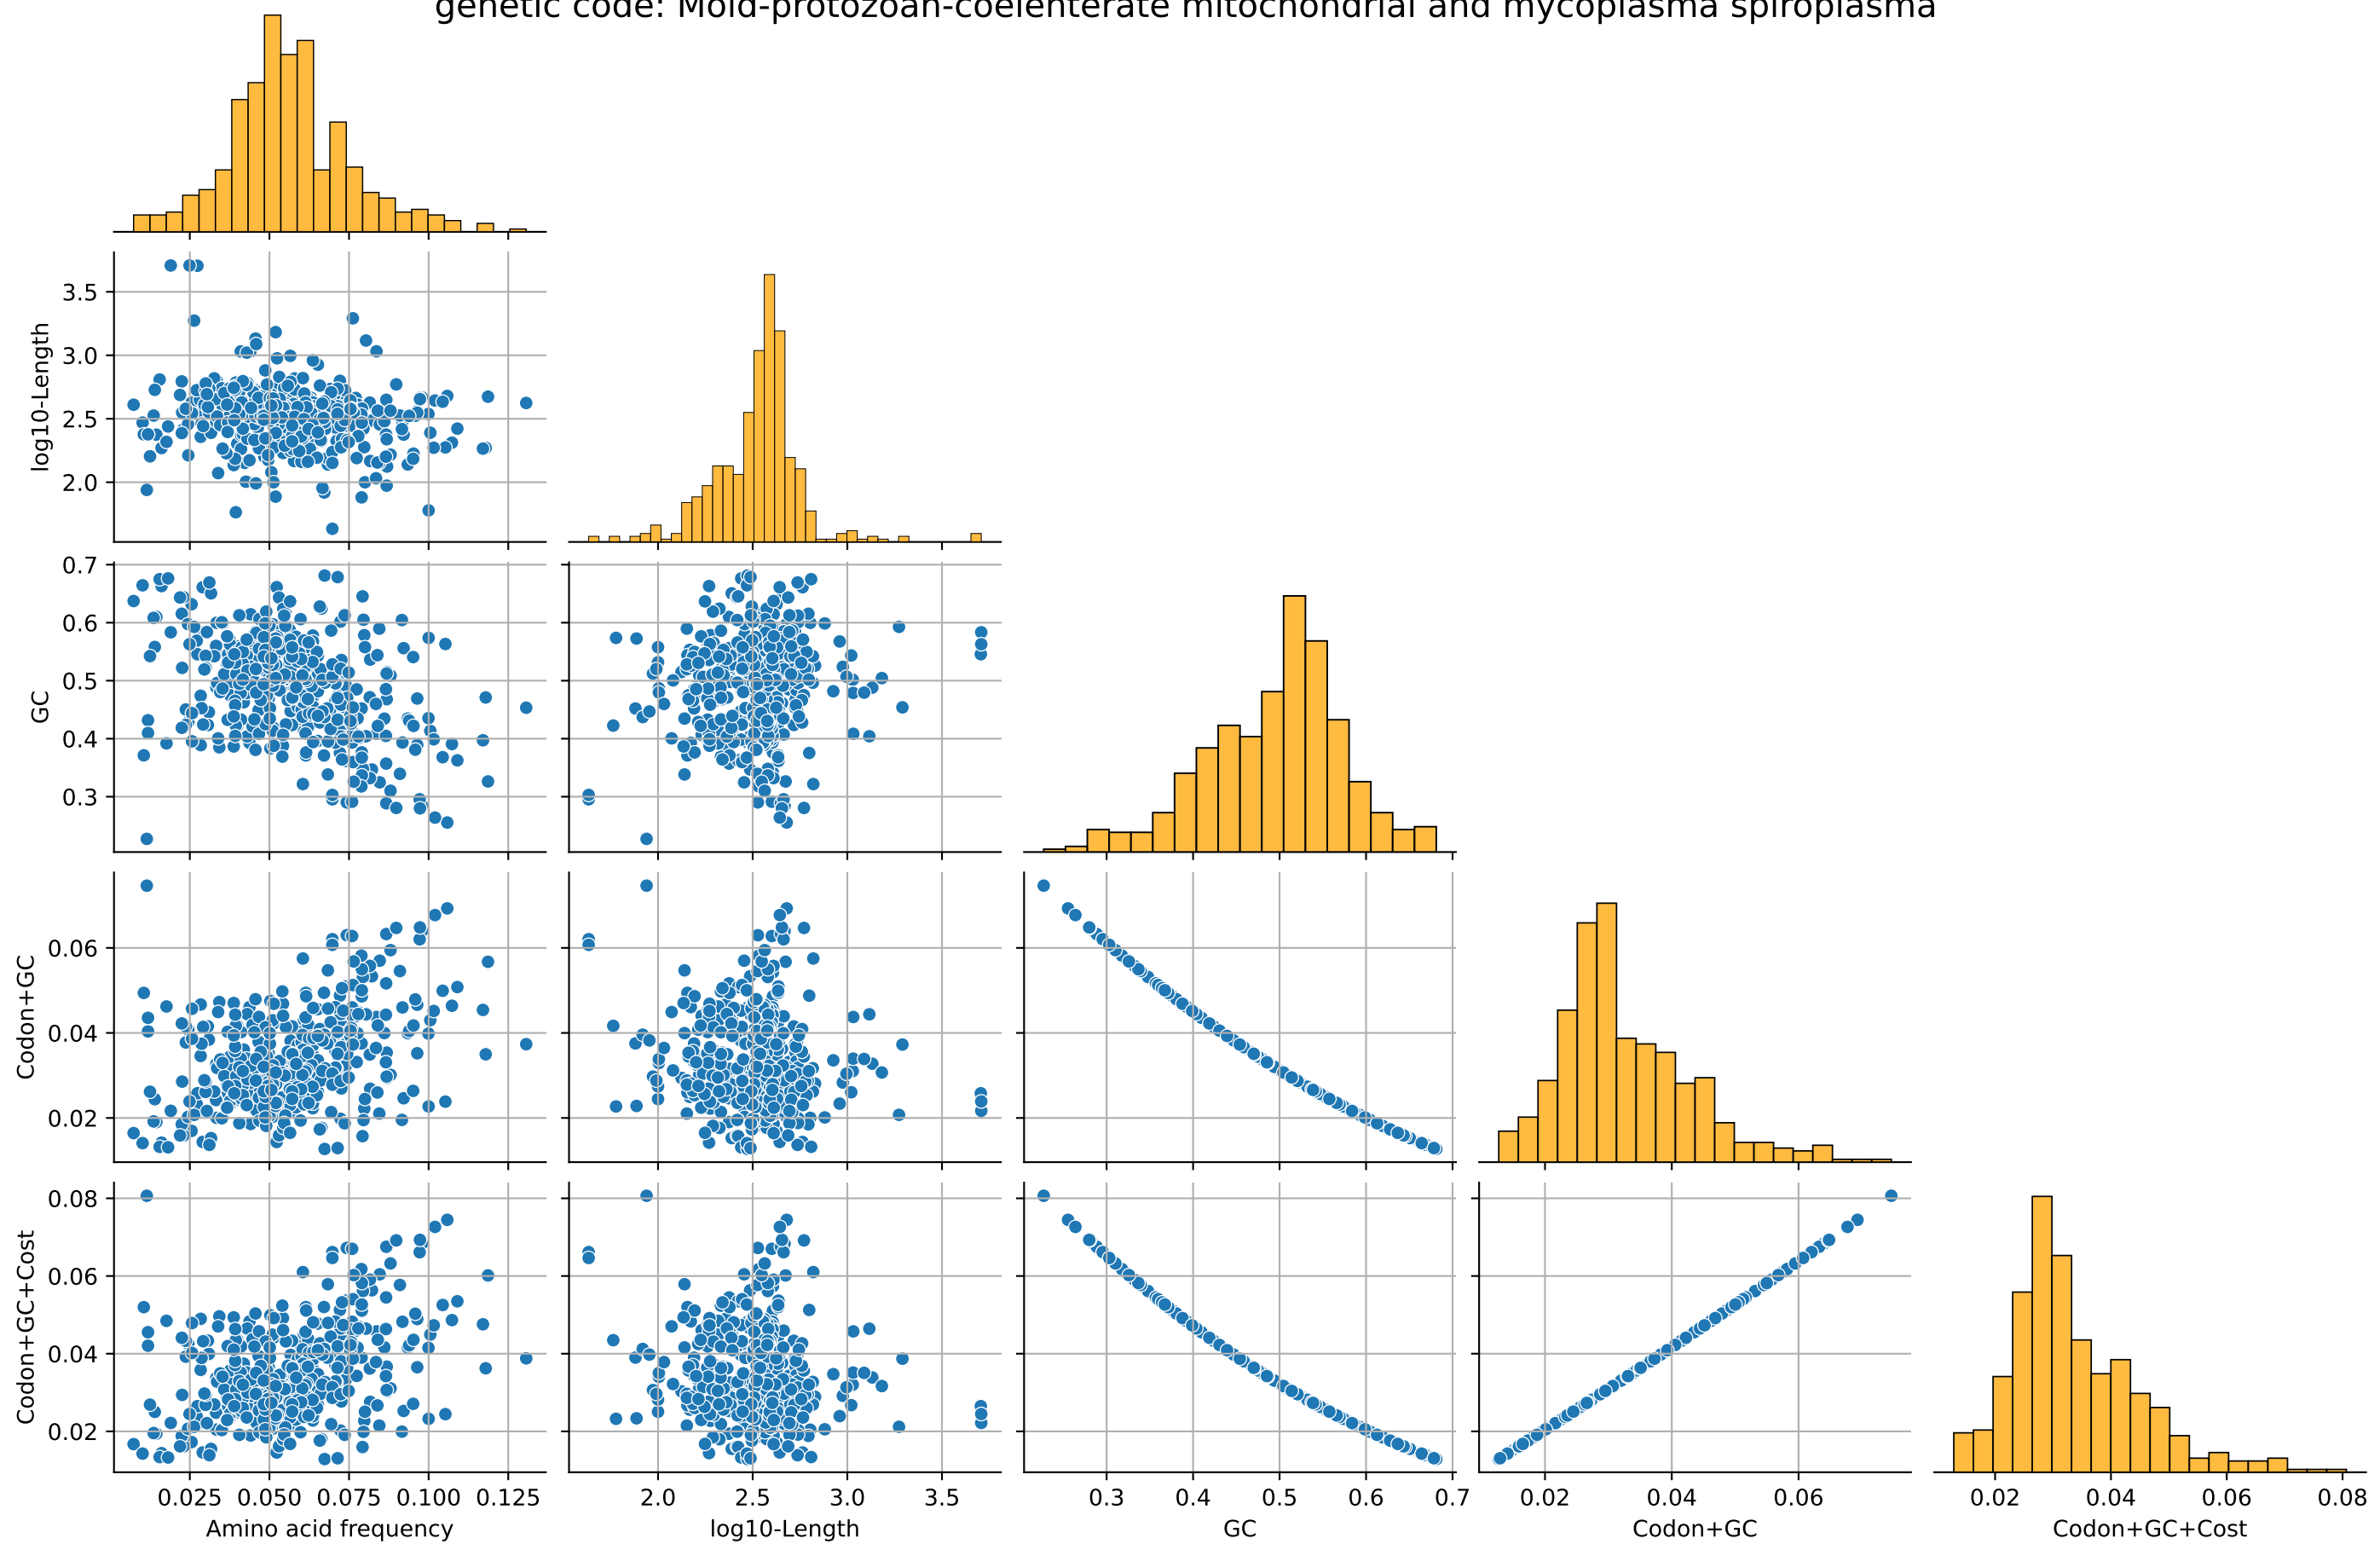 genetic code: Mold-protozoan-coelenterate mitochondrial and mycoplasma spiroplasma
3.5
3.0
2.5
2.0
log10-Length
0.7
0.6
0.5
0.4
0.3
GC
0.06
0.04
0.02
Codon+GC
0.08
0.06
0.04
0.02
Codon+GC+Cost
0.025 0.050 0.075 0.100 0.125
Amino acid frequency
2.0 2.5 3.0 3.5
log10-Length
0.3 0.4 0.5 0.6 0.7
GC
0.02 0.04 0.06
Codon+GC
0.02 0.04 0.06 0.08
Codon+GC+Cost